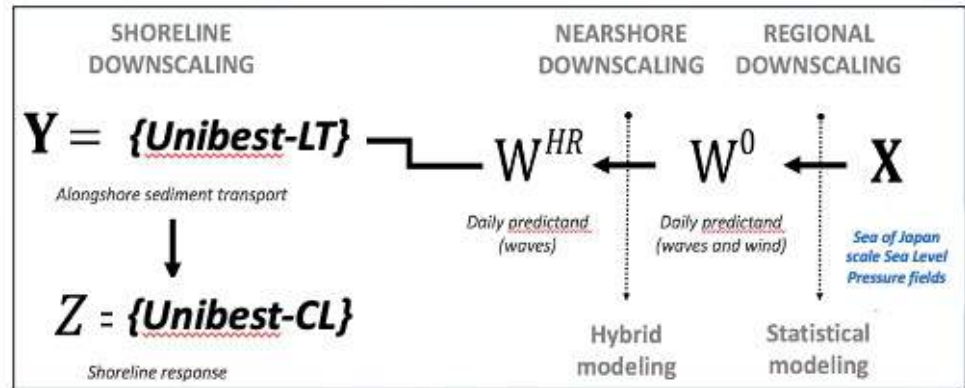 SHORELINE
DOWNSCALING
NEARSHORE
DOWNSCALING
REGIONAL
DOWNSCALING
Y = {Unibest-LT}
W^HR
W^0
X
Alongshore sediment transport
Daily predictand
(waves)
Daily predictand
(waves and wind)
Sea of Japan
scale Sea Level
Pressure fields
Z = {Unibest-CL}
Shoreline response
Hybrid
modeling
Statistical
modeling